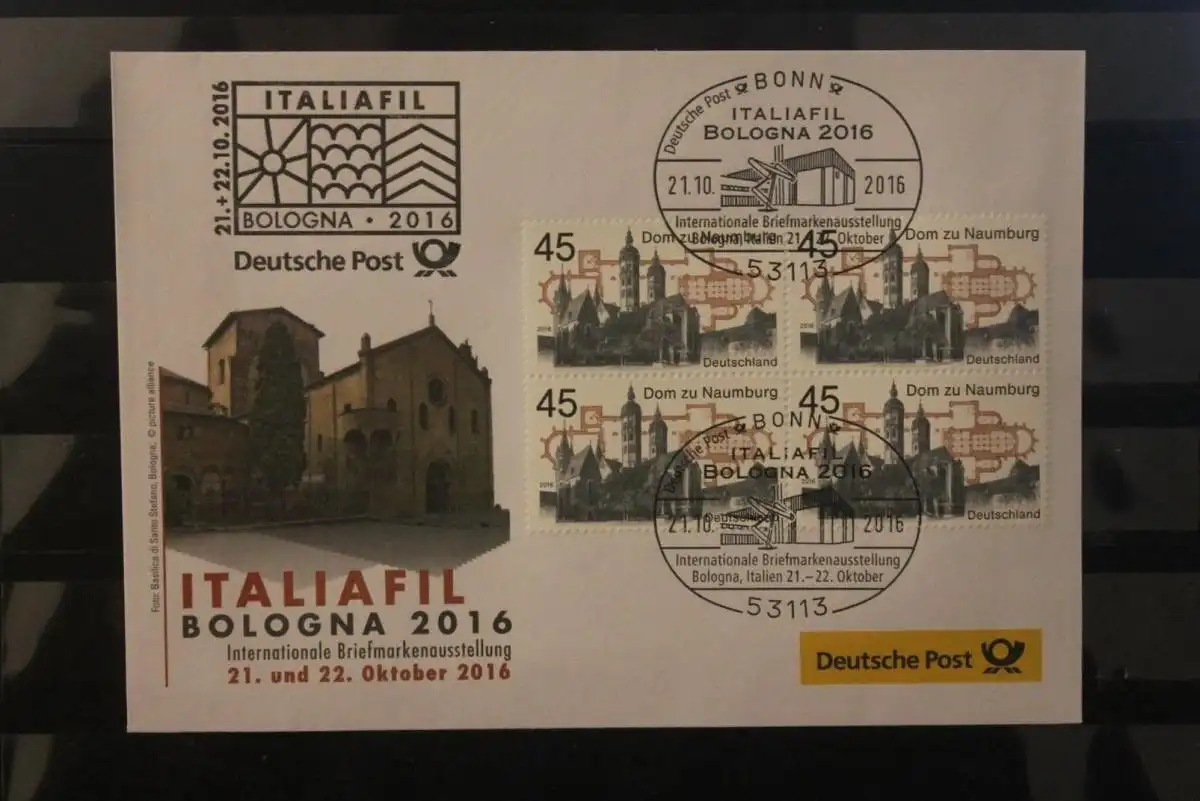 21. + 22.10. 2016
ITALIAFIL
BOLOGNA • 2016
Deutsche Post
Foto: Basilica di Santo Stefano, Bologna, © picture alliance
ITALIAFIL
BOLOGNA 2016
Internationale Briefmarkenausstellung
21. und 22. Oktober 2016
BONN
Deutsche Post
ITALIAFIL
BOLOGNA 2016
21.10. 2016
Internationale Briefmarkenausstellung
Bologna, Italien 21.–22. Oktober
53113
45 Dom zu Naumburg
2016
Deutschland
45 Dom zu Naumburg
2016
Deutschland
45 Dom zu Naumburg
2016
Deutschland
45 Dom zu Naumburg
Deutschland
BONN
Deutsche Post
ITALIAFIL
BOLOGNA 2016
21.10. 2016
Internationale Briefmarkenausstellung
Bologna, Italien 21.–22. Oktober
53113
Deutsche Post